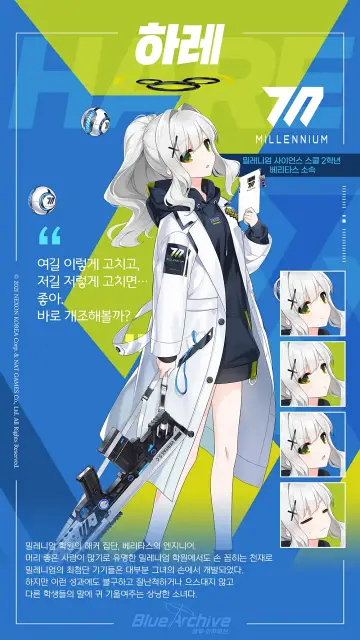 하레
HARE
MILLENNIUM
밀레니엄 사이언스 스쿨 2학년
베리타스 소속
“
여길 이렇게 고치고,
저길 저렇게 고치면…
좋아.
바로 개조해볼까?
”
MILLENNIUM
© 2021 NEXON KOREA Corp. & NAT GAMES Co., Ltd. All Rights Reserved.
밀레니엄 학원의 해커 집단, 베리타스의 엔지니어.
머리 좋은 사람이 많기로 유명한 밀레니엄 학원에서도 손 꼽히는 천재로
밀레니엄의 최첨단 기기들은 대부분 그녀의 손에서 개발되었다.
하지만 이런 성과에도 불구하고 잘난척하거나 으스대지 않고
다른 학생들의 말에 귀 기울여주는 상냥한 소녀다.
Blue Archive
블루 아카이브